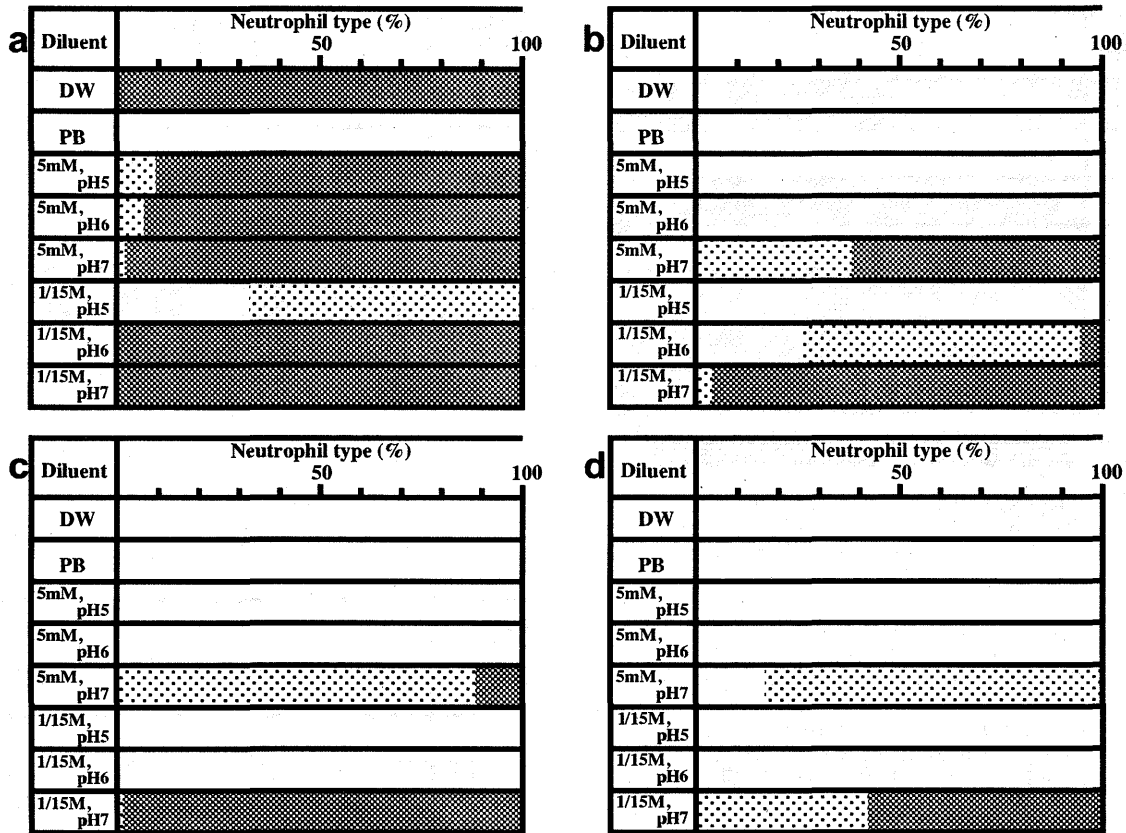 a
Diluent
Neutrophil type (%)
50 100
DW
PB
5mM,
pH5
5mM,
pH6
5mM,
pH7
1/15M,
pH5
1/15M,
pH6
1/15M,
pH7
b
Diluent
Neutrophil type (%)
50 100
DW
PB
5mM,
pH5
5mM,
pH6
5mM,
pH7
1/15M,
pH5
1/15M,
pH6
1/15M,
pH7
c
Diluent
Neutrophil type (%)
50 100
DW
PB
5mM,
pH5
5mM,
pH6
5mM,
pH7
1/15M,
pH5
1/15M,
pH6
1/15M,
pH7
d
Diluent
Neutrophil type (%)
50 100
DW
PB
5mM,
pH5
5mM,
pH6
5mM,
pH7
1/15M,
pH5
1/15M,
pH6
1/15M,
pH7